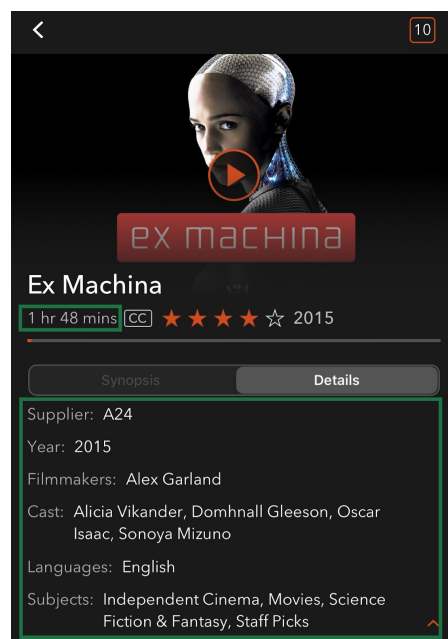 10
ex machina
Ex Machina
1 hr 48 mins CC 2015
Synopsis Details
Supplier: A24
Year: 2015
Filmmakers: Alex Garland
Cast: Alicia Vikander, Domhnall Gleeson, Oscar
Isaac, Sonoya Mizuno
Languages: English
Subjects: Independent Cinema, Movies, Science
Fiction & Fantasy, Staff Picks